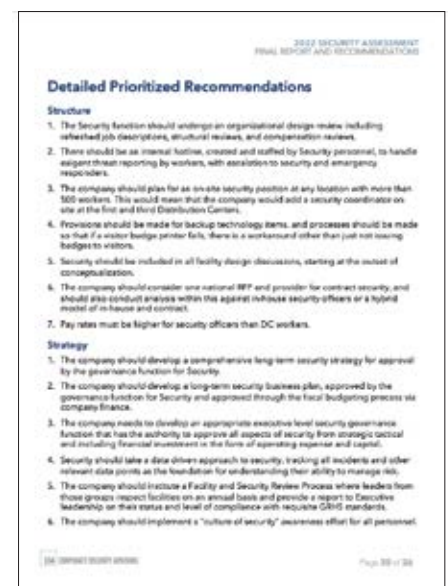 2022 SECURITY ASSESSMENT
FINAL REPORT AND RECOMMENDATIONS
Detailed Prioritized Recommendations
Structure
1. The Security function should undergo an organizational design review including
refreshed job descriptions, structural reviews, and compensation reviews.
2. There should be an internal hotline, created and staffed by Security personnel, to handle
exigent threat reporting by workers, with escalation to security and emergency
responders.
3. The company should plan for an on-site security position at any location with more than
500 workers. This would mean that the company would add a security coordinator on
site at the first and third Distribution Centers.
4. Provisions should be made for backup technology items, and processes should be made
so that if a visitor badge printer fails, there is a workaround other than just not issuing
badges to visitors.
5. Security should be included in all facility design discussions, starting at the outset of
conceptualization.
6. The company should consider one national RFP and provider for contract security, and
should also conduct analysis within this against in-house security officers or a hybrid
model of in-house and contract.
7. Pay rates must be higher for security officers than DC workers.
Strategy
1. The company should develop a comprehensive long-term security strategy for approval
by the governance function for Security.
2. The company should develop a long-term security business plan, approved by the
governance function for Security and approved through the fiscal budgeting process via
company finance.
3. The company needs to develop an appropriate executive level security governance
function that has the authority to approve all aspects of security from strategic tactical
and including financial investment in the form of operating expense and capital.
4. Security should take a data driven approach to security, tracking all incidents and other
relevant data points as the foundation for understanding their ability to manage risk.
5. The company should institute a Facility and Security Review Process where leaders from
those groups inspect facilities on an annual basis and provide a report to Executive
leadership on their status and level of compliance with requisite standards.
6. The company should implement a "culture of security" awareness effort for all personnel.
Page of